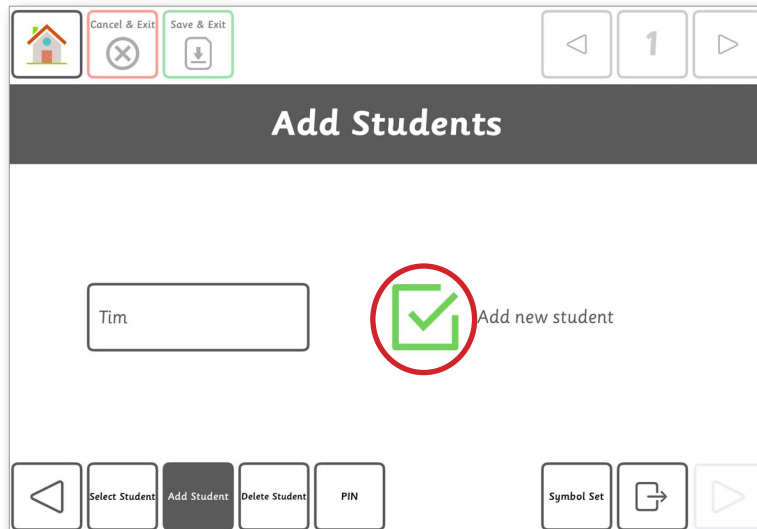 Cancel & Exit
Save & Exit
1
Add Students
Tim
Add new student
Select Student
Add Student
Delete Student
PIN
Symbol Set